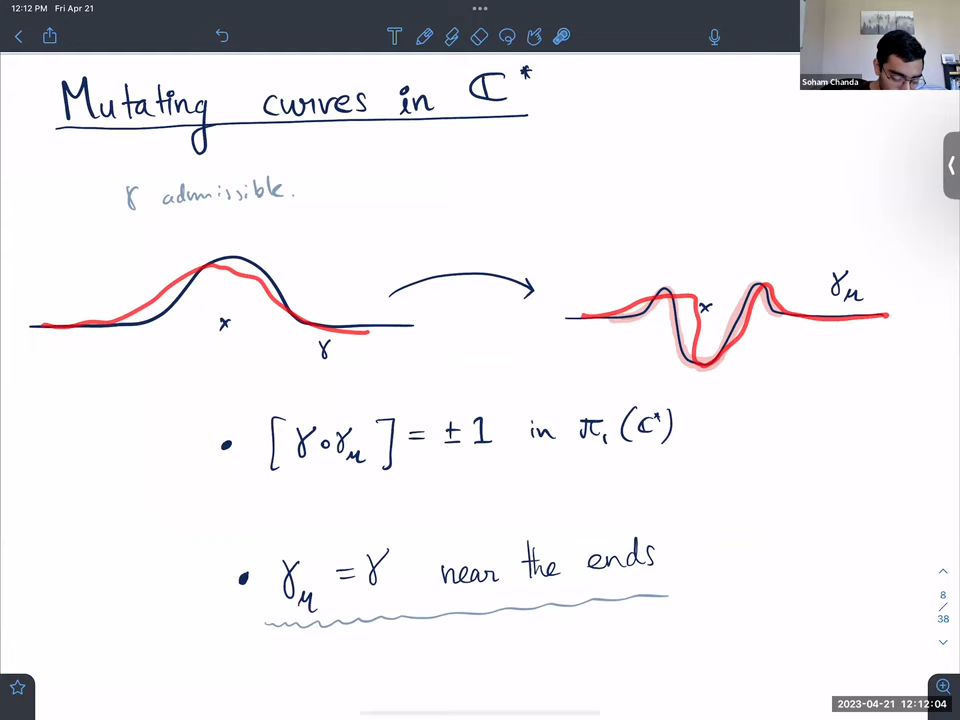 12:12 PM Fri Apr 21
Soham Chanda
Mutating curves in ℂ*
γ admissible.
x
γ
x
γ_μ
• [γ∘γ_μ] = ±1 in π₁(ℂ*)
• γ_μ = γ near the ends
8
/
38
2023-04-21 12:12:04